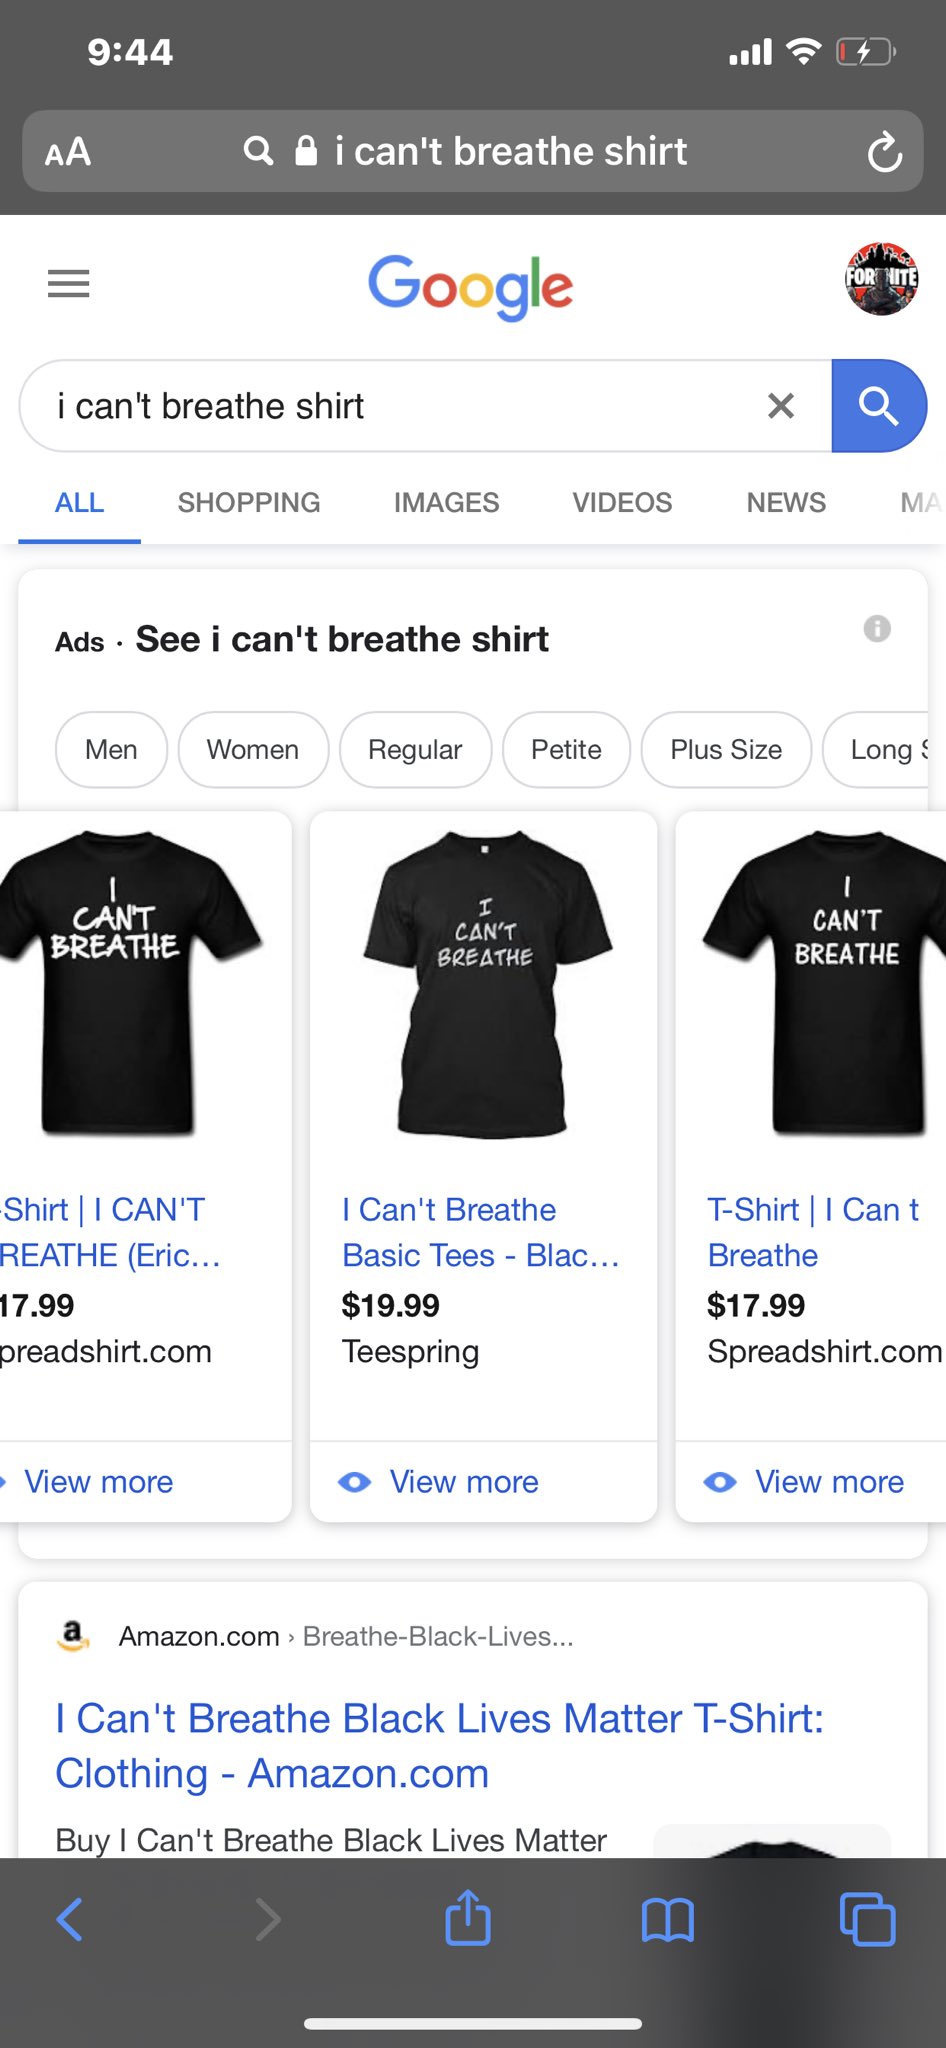 9:44
AA i can't breathe shirt
Google
FORTNITE
i can't breathe shirt
ALL SHOPPING IMAGES VIDEOS NEWS MA
Ads · See i can't breathe shirt
Men Women Regular Petite Plus Size Long S
I
CAN'T
BREATHE
I
CAN'T
BREATHE
I
CAN'T
BREATHE
-Shirt | I CAN'T
REATHE (Eric...
17.99
preadshirt.com
View more
I Can't Breathe
Basic Tees - Blac...
$19.99
Teespring
View more
T-Shirt | I Can t
Breathe
$17.99
Spreadshirt.com
View more
Amazon.com › Breathe-Black-Lives...
I Can't Breathe Black Lives Matter T-Shirt:
Clothing - Amazon.com
Buy I Can't Breathe Black Lives Matter